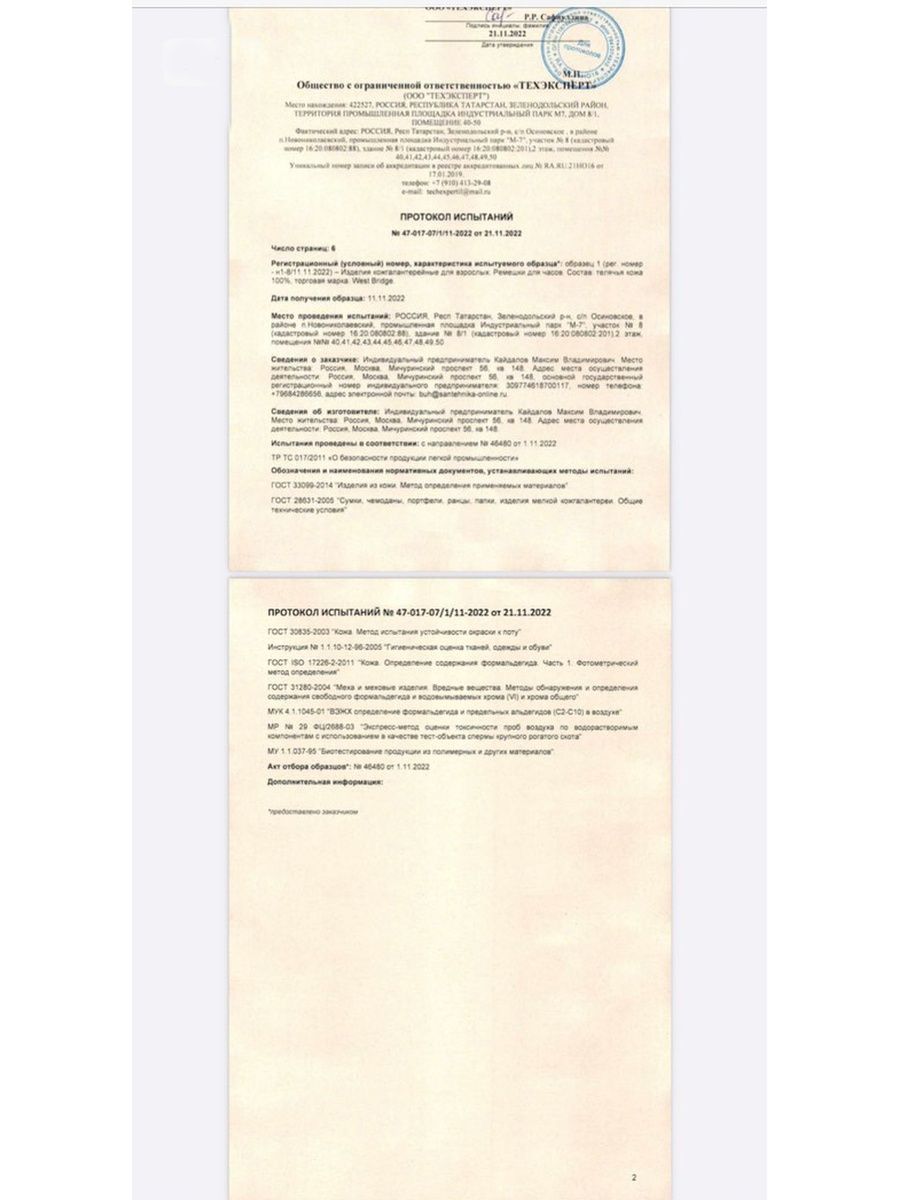 ООО «ТЕХЭКСПЕРТ»
Р.Р. Сафиуллина
Подпись инициалы, фамилия
21.11.2022
Дата утверждения
Для протоколов
М.П.
Общество с ограниченной ответственностью «ТЕХЭКСПЕРТ»
(ООО "ТЕХЭКСПЕРТ")
Место нахождения: 422527, РОССИЯ, РЕСПУБЛИКА ТАТАРСТАН, ЗЕЛЕНОДОЛЬСКИЙ РАЙОН,
ТЕРРИТОРИЯ ПРОМЫШЛЕННАЯ ПЛОЩАДКА ИНДУСТРИАЛЬНЫЙ ПАРК М7, ДОМ 8/1,
ПОМЕЩЕНИЕ 40-50
Фактический адрес: РОССИЯ, Респ Татарстан, Зеленодольский р-н, с/п Осиновское , в районе
п.Новониколаевский, промышленная площадка Индустриальный парк "М-7", участок № 8 (кадастровый
номер 16:20:080802:88), здание № 8/1 (кадастровый номер 16:20:080802:201),2 этаж, помещения №№
40,41,42,43,44,45,46,47,48,49,50
Уникальный номер записи об аккредитации в реестре аккредитованных лиц № RA.RU.21НО16 от
17.01.2019.
телефон: +7 (910) 413-29-08
e-mail: techexpertil@mail.ru
ПРОТОКОЛ ИСПЫТАНИЙ
№ 47-017-07/1/11-2022 от 21.11.2022
Число страниц: 6
Регистрационный (условный) номер, характеристика испытуемого образца*: образец 1 (рег. номер
- н1-8/11.11.2022) – Изделия кожгалантерейные для взрослых: Ремешки для часов. Состав: телячья кожа
100%, торговая марка: West Bridge.
Дата получения образца: 11.11.2022
Место проведения испытаний: РОССИЯ, Респ Татарстан, Зеленодольский р-н, с/п Осиновское, в
районе п.Новониколаевский, промышленная площадка Индустриальный парк "М-7", участок № 8
(кадастровый номер 16:20:080802:88), здание № 8/1 (кадастровый номер 16:20:080802:201),2 этаж,
помещения №№ 40,41,42,43,44,45,46,47,48,49,50
Сведения о заказчике: Индивидуальный предприниматель Кайдалов Максим Владимирович. Место
жительства: Россия, Москва, Мичуринский проспект 56, кв 148. Адрес места осуществления
деятельности: Россия, Москва, Мичуринский проспект 56, кв 148, основной государственный
регистрационный номер индивидуального предпринимателя: 309774618700117, номер телефона:
+79684286656, адрес электронной почты: buh@santehmika-online.ru
Сведения об изготовителе: Индивидуальный предприниматель Кайдалов Максим Владимирович.
Место жительства: Россия, Москва, Мичуринский проспект 56, кв 148. Адрес места осуществления
деятельности: Россия, Москва, Мичуринский проспект 56, кв 148.
Испытания проведены в соответствии: с направлением № 46480 от 1.11.2022
ТР ТС 017/2011 «О безопасности продукции легкой промышленности»
Обозначения и наименования нормативных документов, устанавливающих методы испытаний:
ГОСТ 33099-2014 "Изделия из кожи. Метод определения применяемых материалов"
ГОСТ 28631-2005 "Сумки, чемоданы, портфели, ранцы, папки, изделия мелкой кожгалантереи. Общие
технические условия"
ПРОТОКОЛ ИСПЫТАНИЙ № 47-017-07/1/11-2022 от 21.11.2022
ГОСТ 30835-2003 "Кожа. Метод испытания устойчивости окраски к поту"
Инструкция № 1.1.10-12-96-2005 "Гигиеническая оценка тканей, одежды и обуви"
ГОСТ ISO 17226-2-2011 "Кожа. Определение содержания формальдегида. Часть 1. Фотометрический
метод определения"
ГОСТ 31280-2004 "Меха и меховые изделия. Вредные вещества. Методы обнаружения и определения
содержания свободного формальдегида и водовымываемых хрома (VI) и хрома общего"
МУК 4.1.1045-01 "ВЭЖХ определение формальдегида и предельных альдегидов (С2-С10) в воздухе"
МР № 29 ФЦ/2688-03 "Экспресс-метод оценки токсичности проб воздуха по водорастворимым
компонентам с использованием в качестве тест-объекта спермы крупного рогатого скота"
МУ 1.1.037-95 "Биотестирование продукции из полимерных и других материалов".
Акт отбора образцов*: № 46480 от 1.11.2022
Дополнительная информация:
*предоставлено заказчиком
2